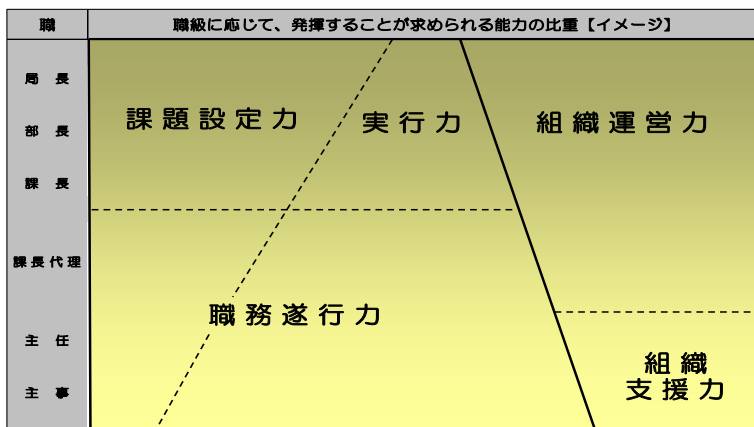 職
職級に応じて、発揮することが求められる能力の比重【イメージ】
局長
部長
課長
課長代理
主任
主事
課題設定力
実行力
組織運営力
職務遂行力
組織
支援力